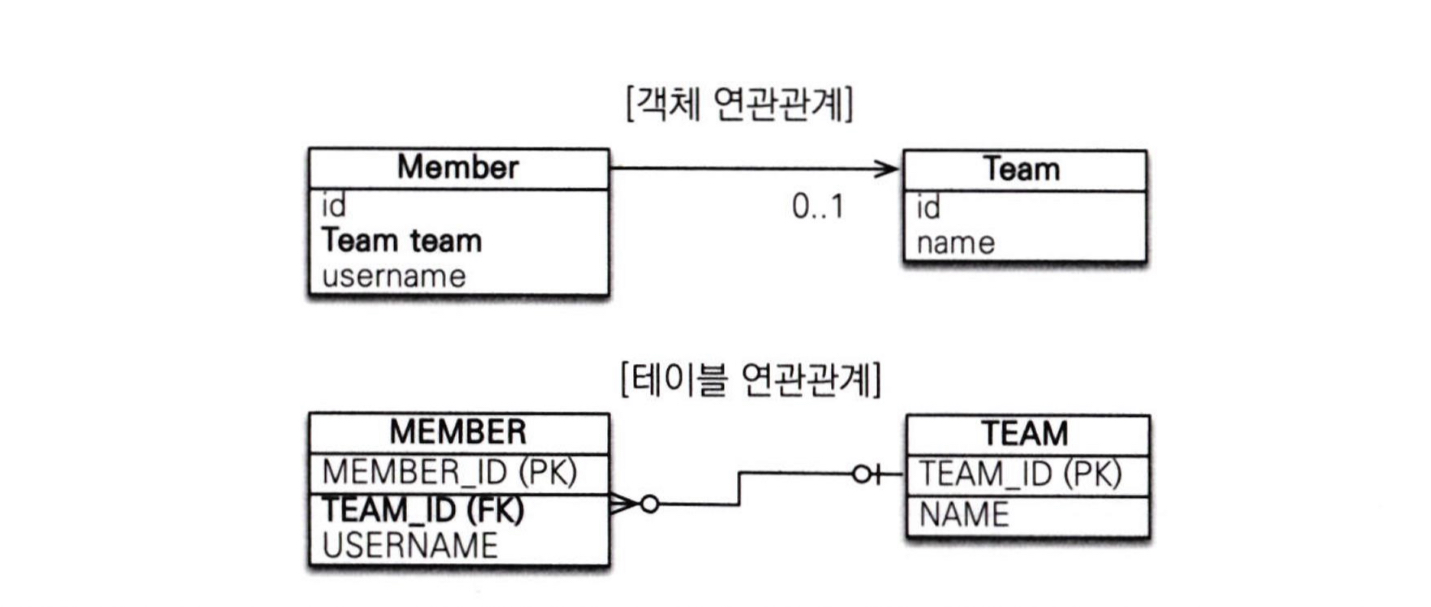 [객체 연관관계]
Member
id
Team team
username
0..1
Team
id
name
[테이블 연관관계]
MEMBER
MEMBER_ID (PK)
TEAM_ID (FK)
USERNAME
TEAM
TEAM_ID (PK)
NAME